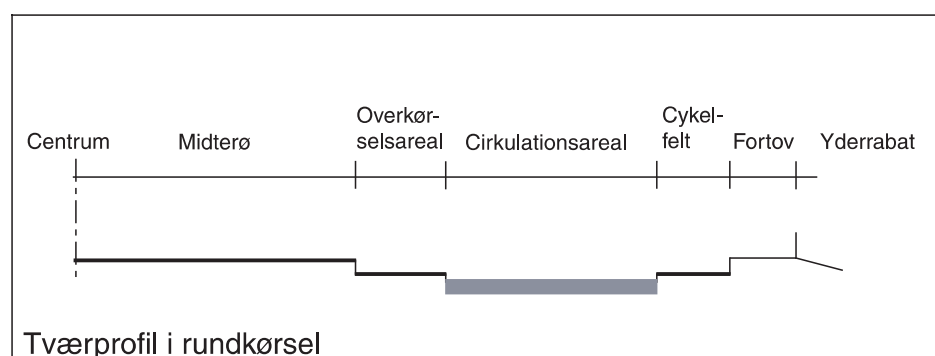 Centrum
Midterø
Overkør-
selsareal
Cirkulationsareal
Cykel-
felt
Fortov
Yderrabat
Tværprofil i rundkørsel